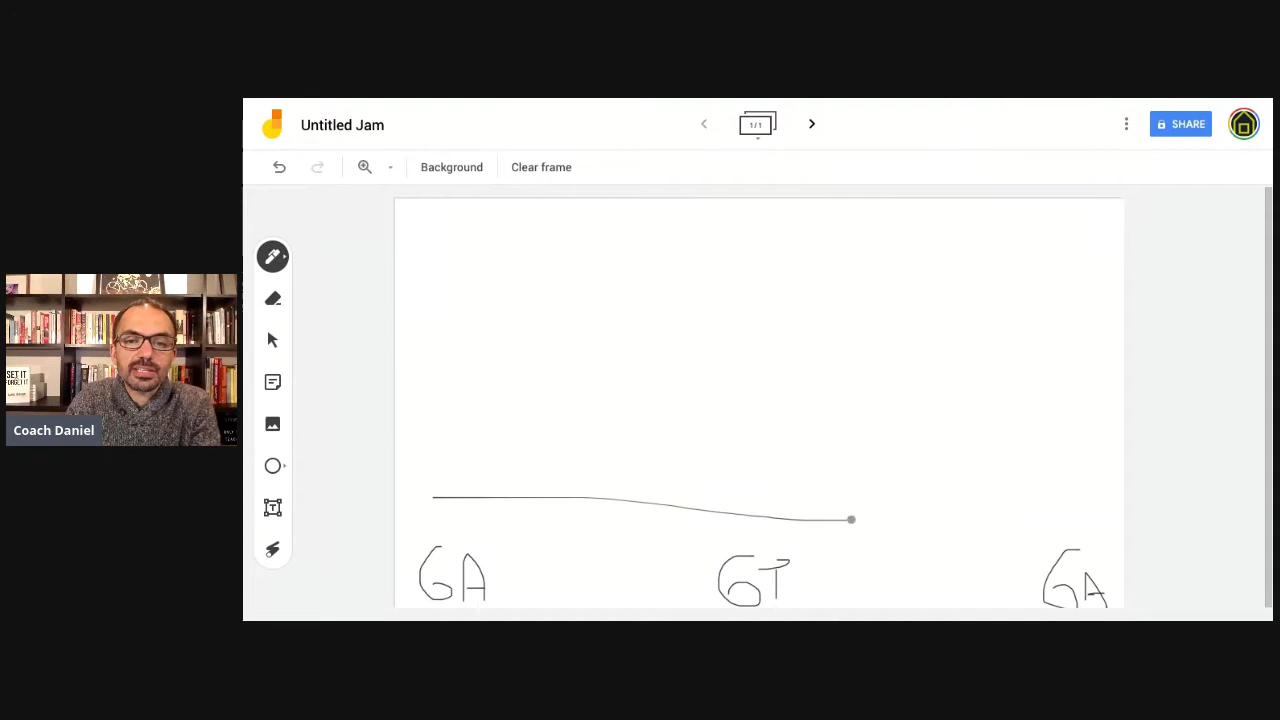 Untitled Jam
1/1
SHARE
Background
Clear frame
SET IT
FORGET IT
Coach Daniel
GA
GT
GA